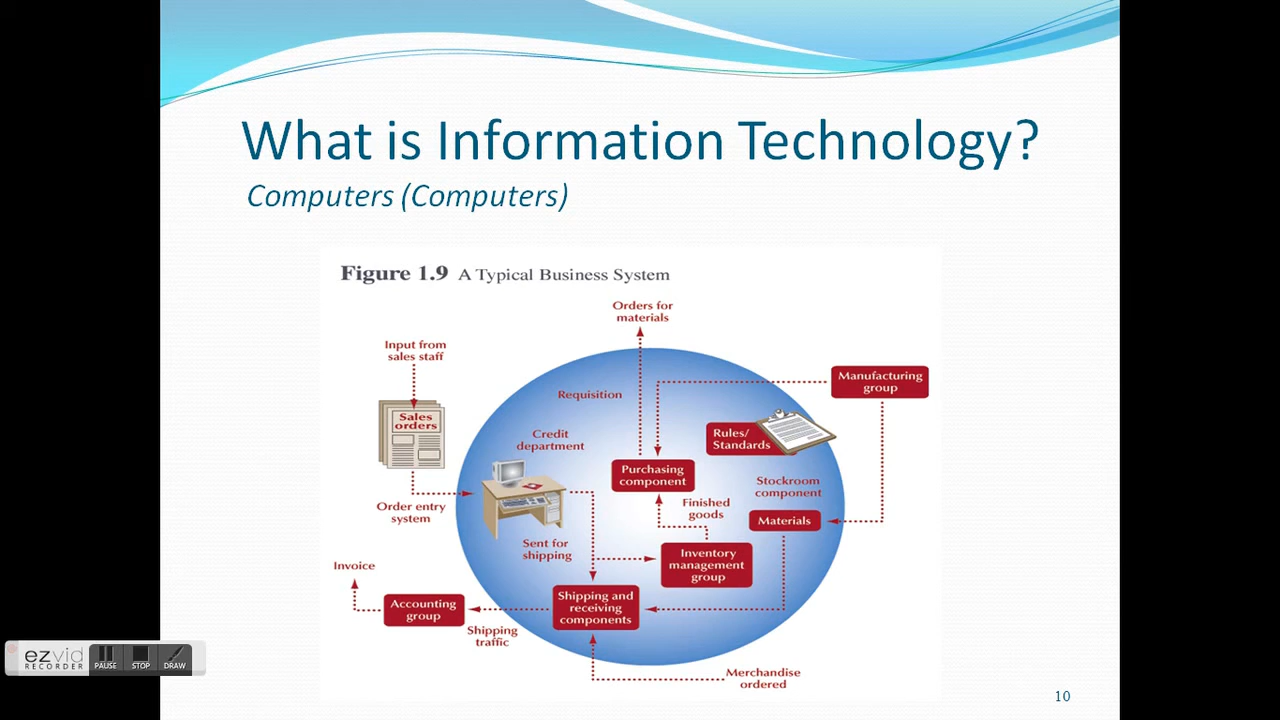 What is Information Technology?
Computers (Computers)
Figure 1.9 A Typical Business System
Orders for
materials
Input from
sales staff
Manufacturing
group
Requisition
Sales
orders
Credit
department
Rules/
Standards
Purchasing
component
Stockroom
component
Order entry
system
Finished
goods
Materials
Sent for
shipping
Inventory
management
group
Invoice
Accounting
group
Shipping and
receiving
components
Shipping
traffic
Merchandise
ordered
ezvid
RECORDER
PAUSE
STOP
DRAW
10